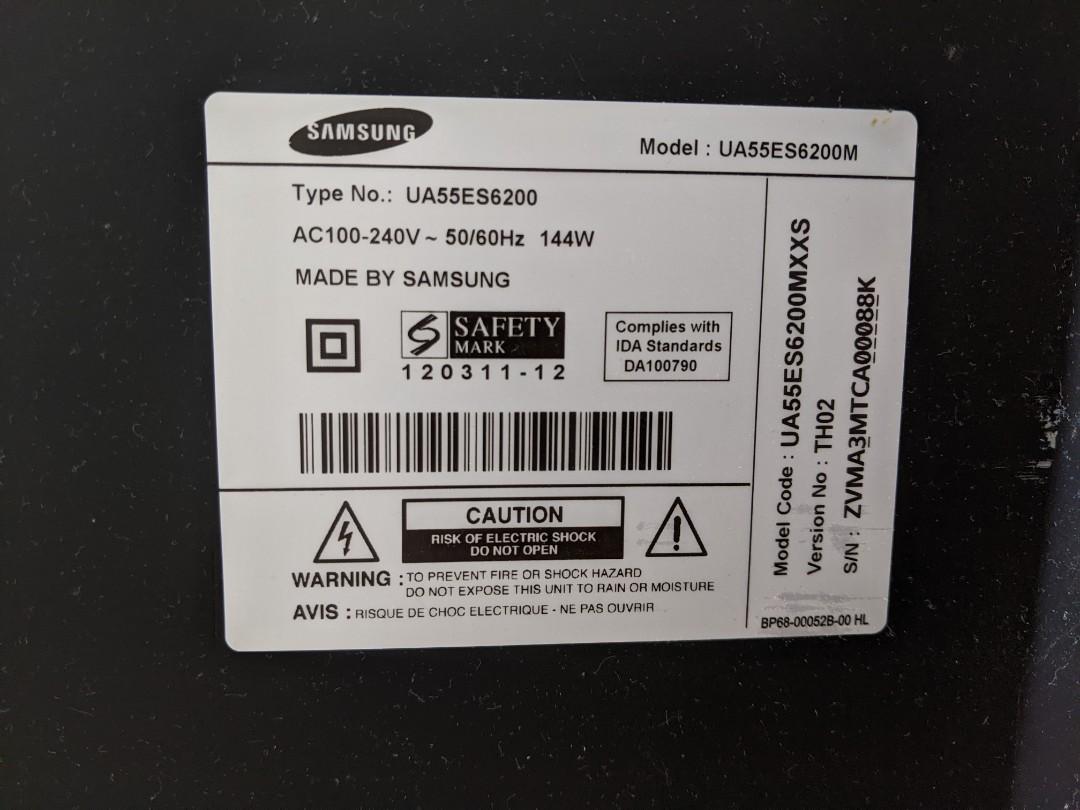 SAMSUNG
Model : UA55ES6200M
Type No.: UA55ES6200
AC100-240V ~ 50/60Hz 144W
MADE BY SAMSUNG
S SAFETY
MARK
120311-12
Complies with
IDA Standards
DA100790
CAUTION
RISK OF ELECTRIC SHOCK
DO NOT OPEN
WARNING : TO PREVENT FIRE OR SHOCK HAZARD
DO NOT EXPOSE THIS UNIT TO RAIN OR MOISTURE
AVIS : RISQUE DE CHOC ELECTRIQUE - NE PAS OUVRIR
Model Code : UA55ES6200MXXS
Version No : TH02
S/N : ZVMA3MTCA00088K
BP68-00052B-00 HL